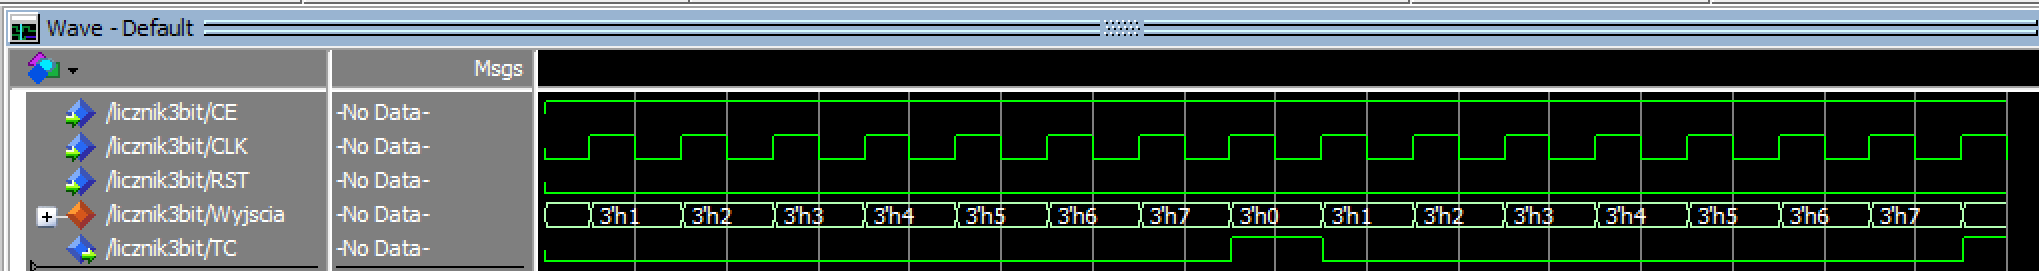 Wave - Default
Msgs
/licznik3bit/CE -No Data-
/licznik3bit/CLK -No Data-
/licznik3bit/RST -No Data-
/licznik3bit/Wyjscia -No Data- 3'h1 3'h2 3'h3 3'h4 3'h5 3'h6 3'h7 3'h0 3'h1 3'h2 3'h3 3'h4 3'h5 3'h6 3'h7
/licznik3bit/TC -No Data-